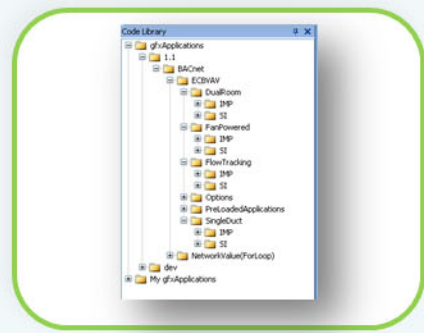 Code Library
gfxApplications
1.1
BACnet
ECBVAV
DualRoom
IMP
SI
FanPowered
IMP
SI
FlowTracking
IMP
SI
Options
PreLoadedApplications
SingleDuct
IMP
SI
NetworkValue(ForLoop)
dev
My gfxApplications